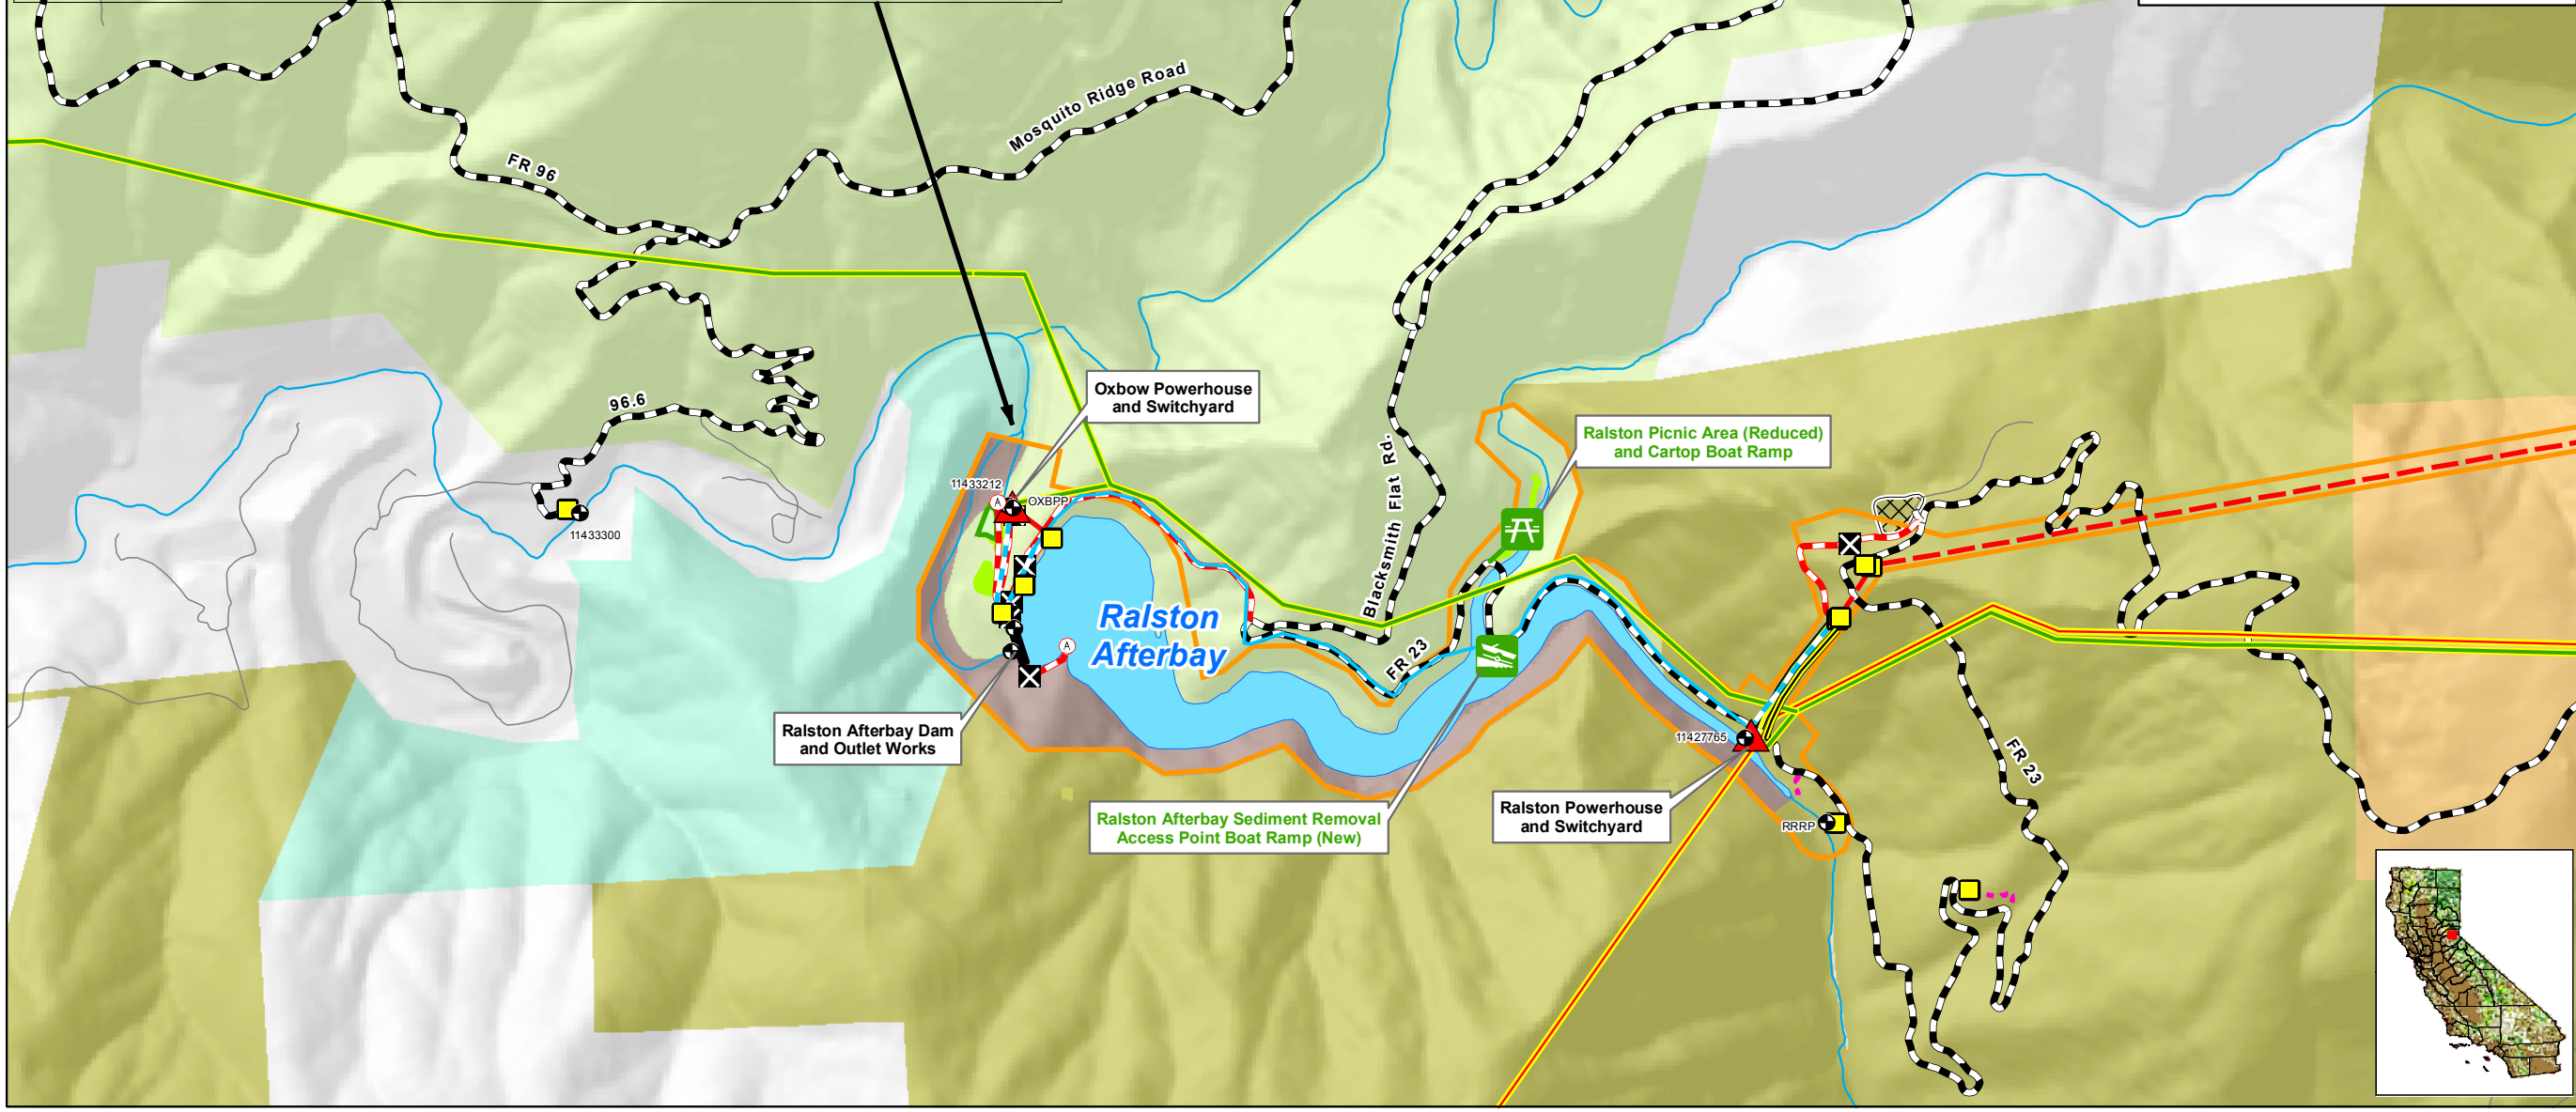 Mosquito Ridge Road
FR 96
96.6
11433300
Oxbow Powerhouse
and Switchyard
11433212
A
Ralston Picnic Area (Reduced)
and Cartop Boat Ramp
Blacksmith Flat Rd.
Ralston
Afterbay
A
FR 23
Ralston Afterbay Dam
and Outlet Works
11427765
FR 23
Ralston Powerhouse
and Switchyard
Ralston Afterbay Sediment Removal
Access Point Boat Ramp (New)
RRRP